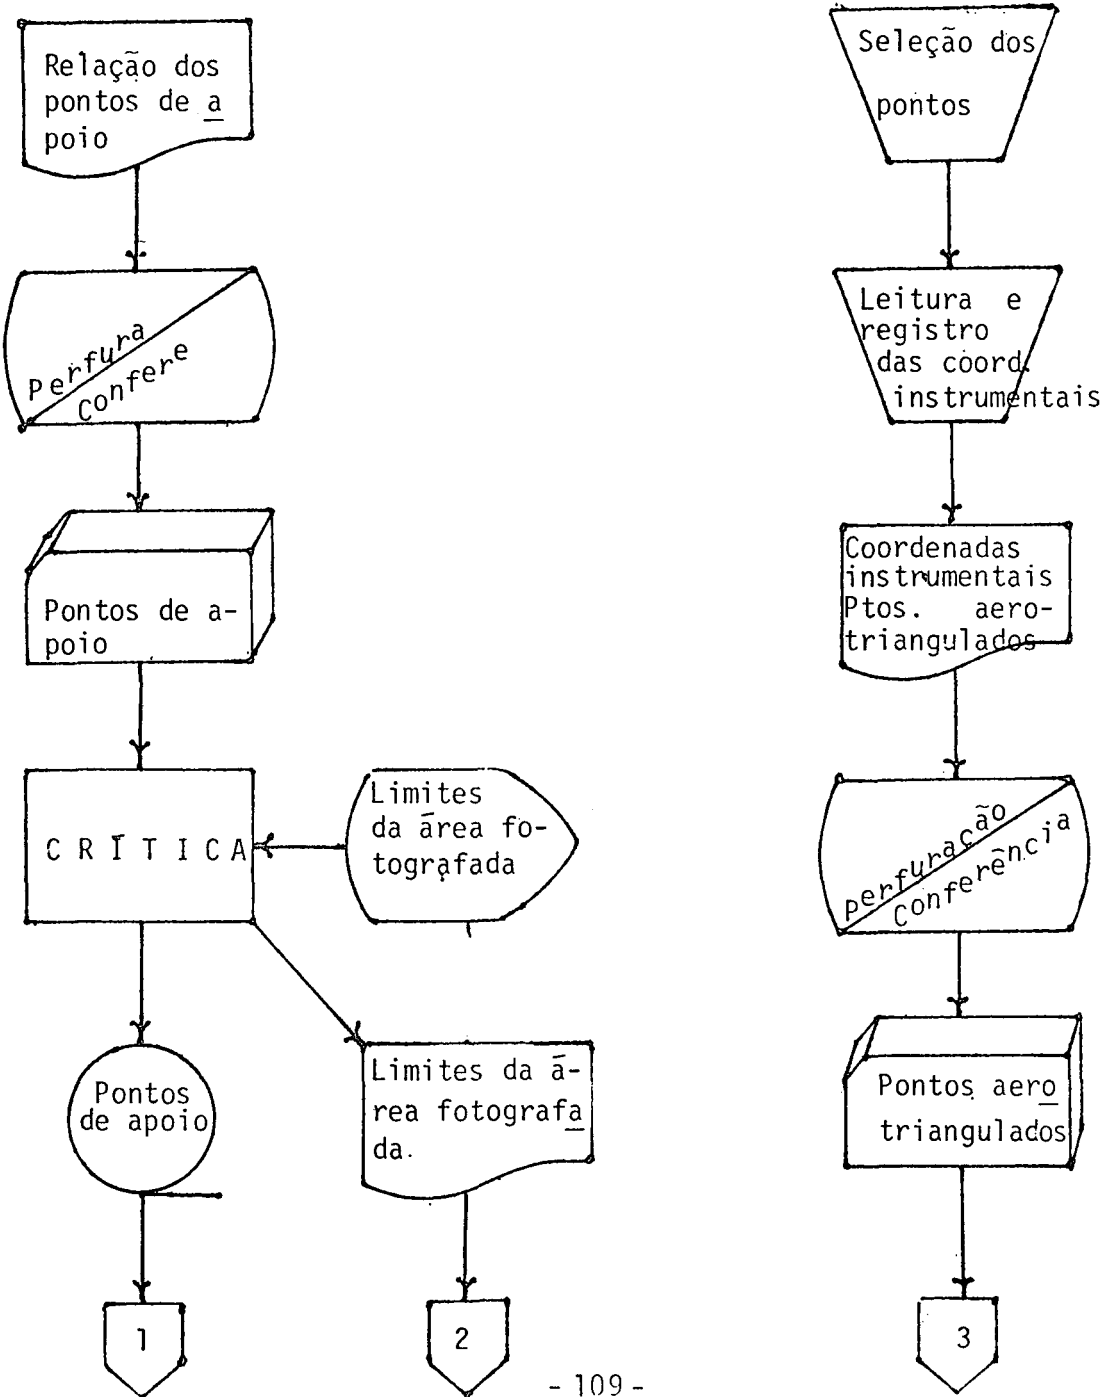 Relação dos
pontos de a
poio
Perfura
Confere
Pontos de a-
poio
C R Í T I C A
Limites
da área fo-
tografada
Pontos
de apoio
Limites da á-
rea fotografa
da.
1
2
Seleção dos
pontos
Leitura e
registro
das coord.
instrumentais
Coordenadas
instrumentais
Ptos. aero-
triangulados
Perfuração
Conferência
Pontos aero
triangulados
3
- 109 -